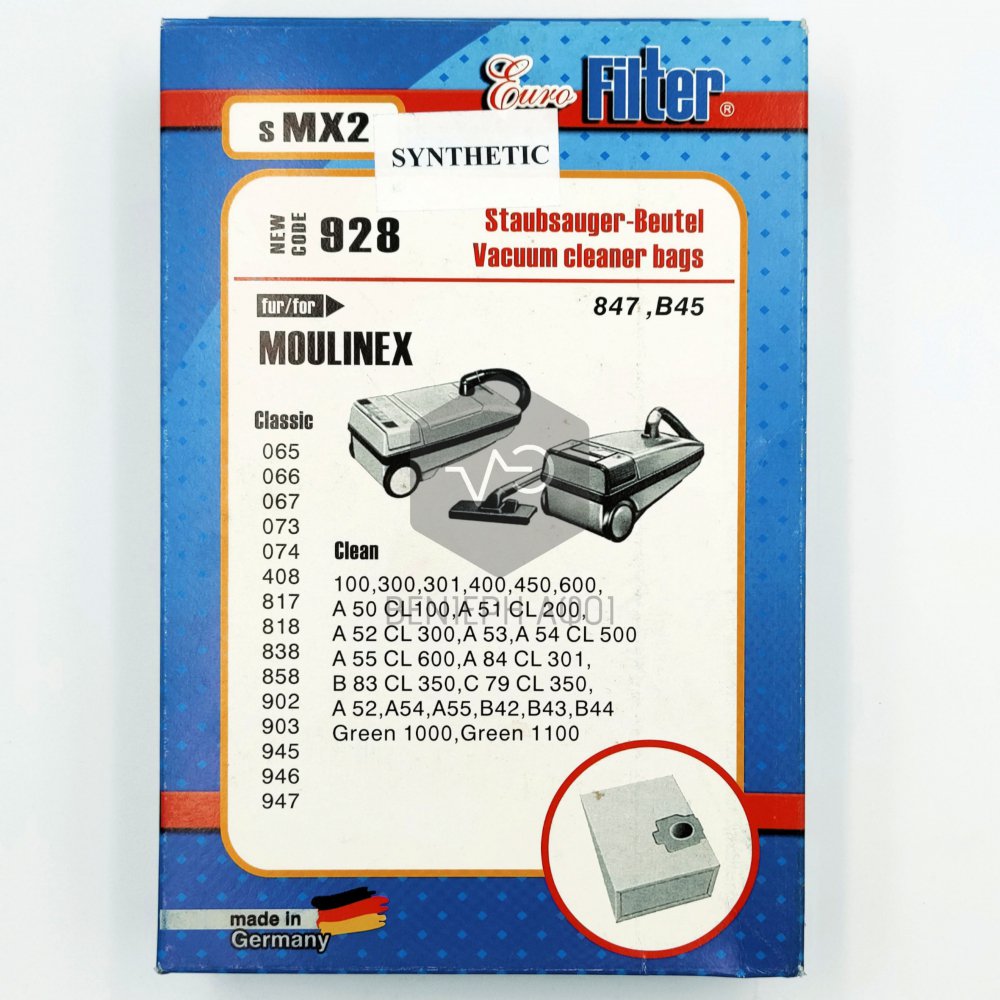 Euro Filter®
s MX2
SYNTHETIC
NEW CODE 928
Staubsauger-Beutel
Vacuum cleaner bags
fur/for
847 ,B45
MOULINEX
Classic
065
066
067
073
074
408
817
818
838
858
902
903
945
946
947
Clean
100,300,301,400,450,600,
A 50 CL100,A 51 CL 200,
A 52 CL 300,A 53,A 54 CL 500
A 55 CL 600,A 84 CL 301,
B 83 CL 350,C 79 CL 350,
A 52,A54,A55,B42,B43,B44
Green 1000,Green 1100
made in
Germany